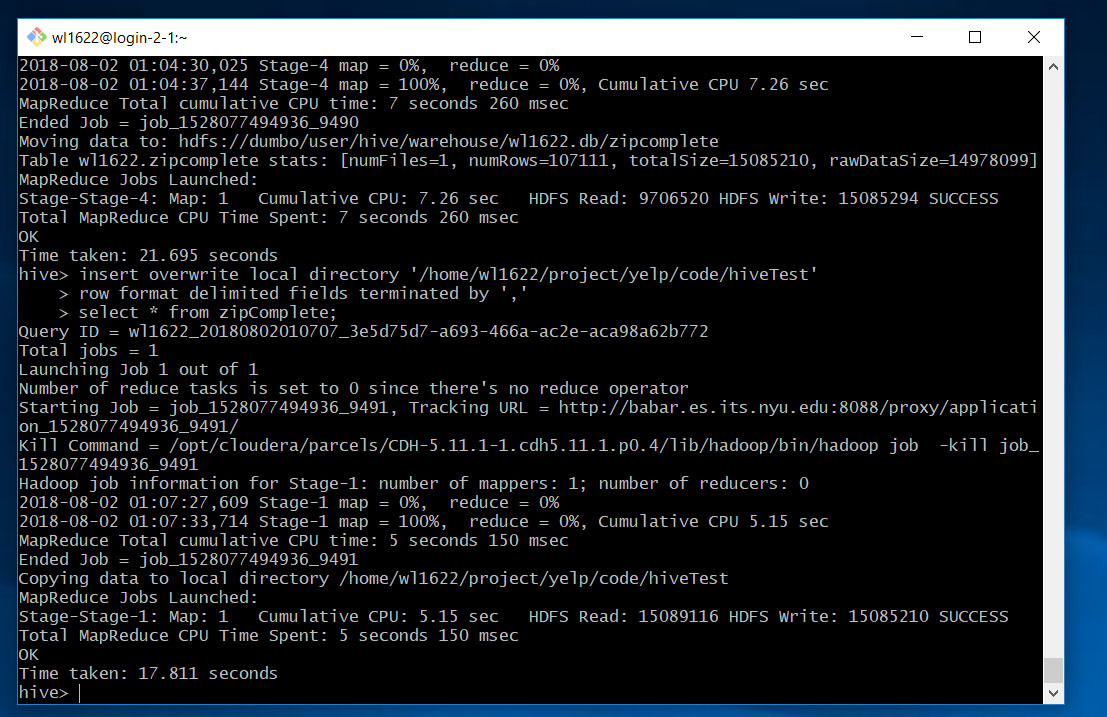 wl1622@login-2-1:~
2018-08-02 01:04:30,025 Stage-4 map = 0%,  reduce = 0%
2018-08-02 01:04:37,144 Stage-4 map = 100%,  reduce = 0%, Cumulative CPU 7.26 sec
MapReduce Total cumulative CPU time: 7 seconds 260 msec
Ended Job = job_1528077494936_9490
Moving data to: hdfs://dumbo/user/hive/warehouse/wl1622.db/zipcomplete
Table wl1622.zipcomplete stats: [numFiles=1, numRows=107111, totalSize=15085210, rawDataSize=14978099]
MapReduce Jobs Launched:
Stage-Stage-4: Map: 1   Cumulative CPU: 7.26 sec   HDFS Read: 9706520 HDFS Write: 15085294 SUCCESS
Total MapReduce CPU Time Spent: 7 seconds 260 msec
OK
Time taken: 21.695 seconds
hive> insert overwrite local directory '/home/wl1622/project/yelp/code/hiveTest'
    > row format delimited fields terminated by ','
    > select * from zipComplete;
Query ID = wl1622_20180802010707_3e5d75d7-a693-466a-ac2e-aca98a62b772
Total jobs = 1
Launching Job 1 out of 1
Number of reduce tasks is set to 0 since there's no reduce operator
Starting Job = job_1528077494936_9491, Tracking URL = http://babar.es.its.nyu.edu:8088/proxy/applicati
on_1528077494936_9491/
Kill Command = /opt/cloudera/parcels/CDH-5.11.1-1.cdh5.11.1.p0.4/lib/hadoop/bin/hadoop job  -kill job_
1528077494936_9491
Hadoop job information for Stage-1: number of mappers: 1; number of reducers: 0
2018-08-02 01:07:27,609 Stage-1 map = 0%,  reduce = 0%
2018-08-02 01:07:33,714 Stage-1 map = 100%,  reduce = 0%, Cumulative CPU 5.15 sec
MapReduce Total cumulative CPU time: 5 seconds 150 msec
Ended Job = job_1528077494936_9491
Copying data to local directory /home/wl1622/project/yelp/code/hiveTest
MapReduce Jobs Launched:
Stage-Stage-1: Map: 1   Cumulative CPU: 5.15 sec   HDFS Read: 15089116 HDFS Write: 15085210 SUCCESS
Total MapReduce CPU Time Spent: 5 seconds 150 msec
OK
Time taken: 17.811 seconds
hive>